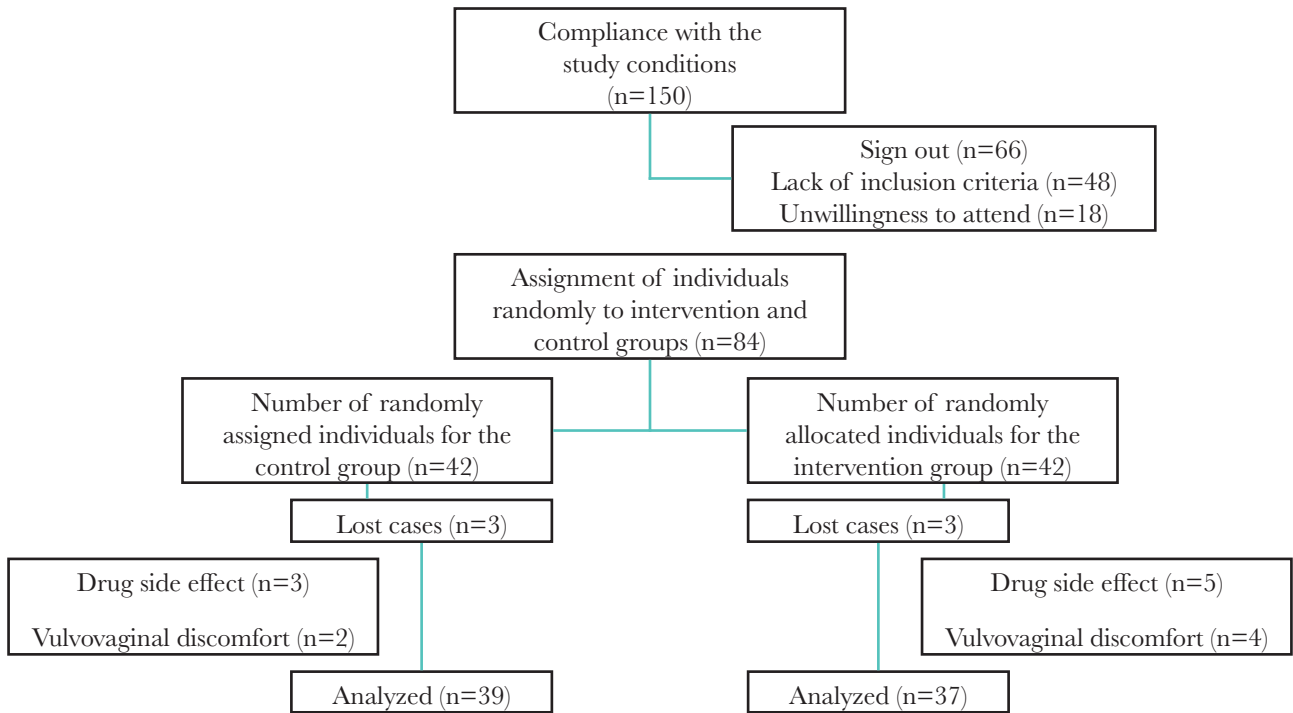 Compliance with the
study conditions
(n=150)
Sign out (n=66)
Lack of inclusion criteria (n=48)
Unwillingness to attend (n=18)
Assignment of individuals
randomly to intervention and
control groups (n=84)
Number of randomly
assigned individuals for the
control group (n=42)
Number of randomly
allocated individuals for the
intervention group (n=42)
Lost cases (n=3)
Lost cases (n=3)
Drug side effect (n=3)
Vulvovaginal discomfort (n=2)
Drug side effect (n=5)
Vulvovaginal discomfort (n=4)
Analyzed (n=39)
Analyzed (n=37)